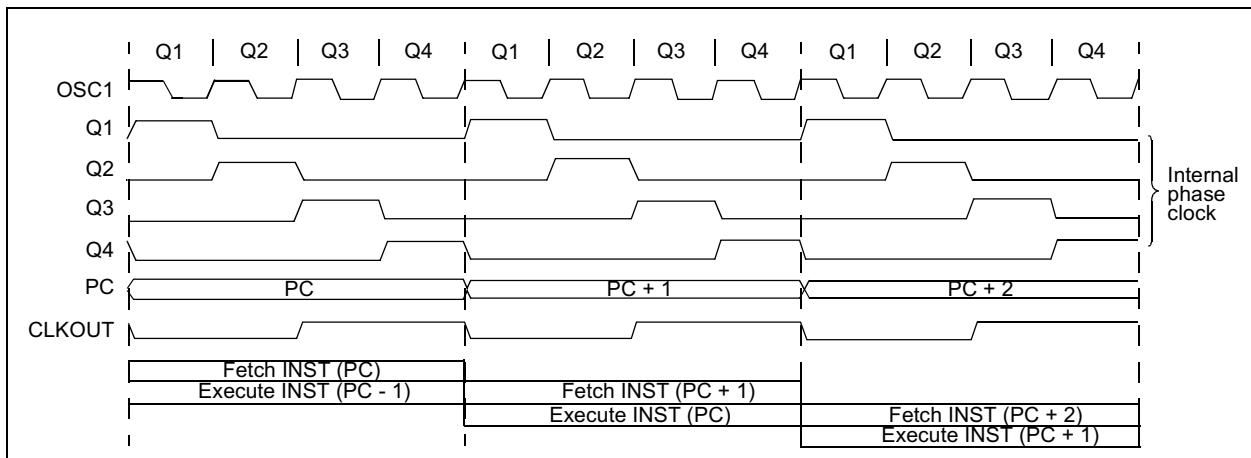 Q1 Q2 Q3 Q4 Q1 Q2 Q3 Q4 Q1 Q2 Q3 Q4
OSC1
Q1
Q2
Q3
Q4
Internal
phase
clock
PC PC PC + 1 PC + 2
CLKOUT
Fetch INST (PC)
Execute INST (PC - 1) Fetch INST (PC + 1)
Execute INST (PC) Fetch INST (PC + 2)
Execute INST (PC + 1)